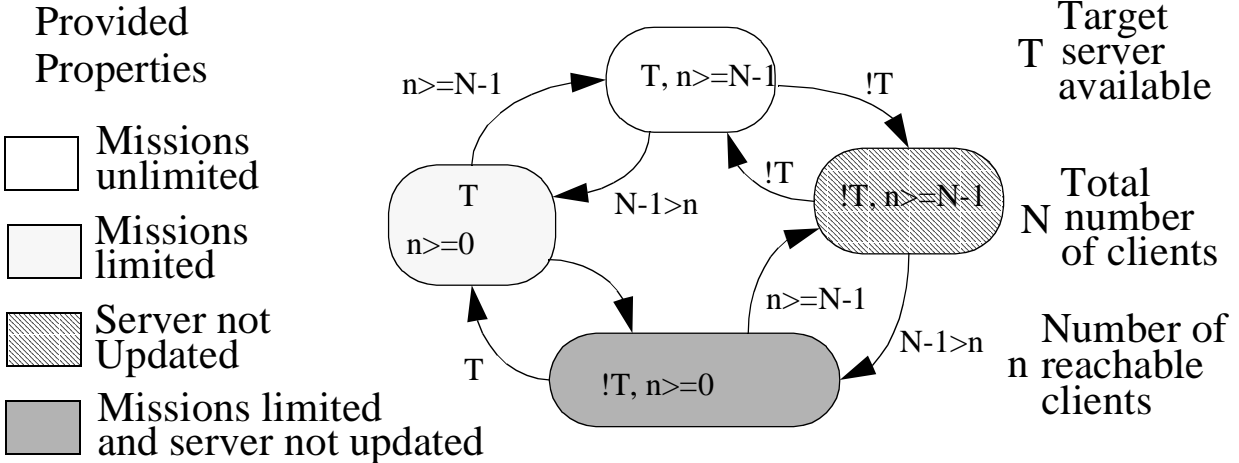 Provided
Properties
Missions
unlimited
Missions
limited
Server not
Updated
Missions limited
and server not updated
n>=N-1
T, n>=N-1
!T
!T
N-1>n
T
n>=0
!T, n>=N-1
n>=N-1
N-1>n
T
!T, n>=0
Target
T server
available
Total
N number
of clients
Number of
n reachable
clients